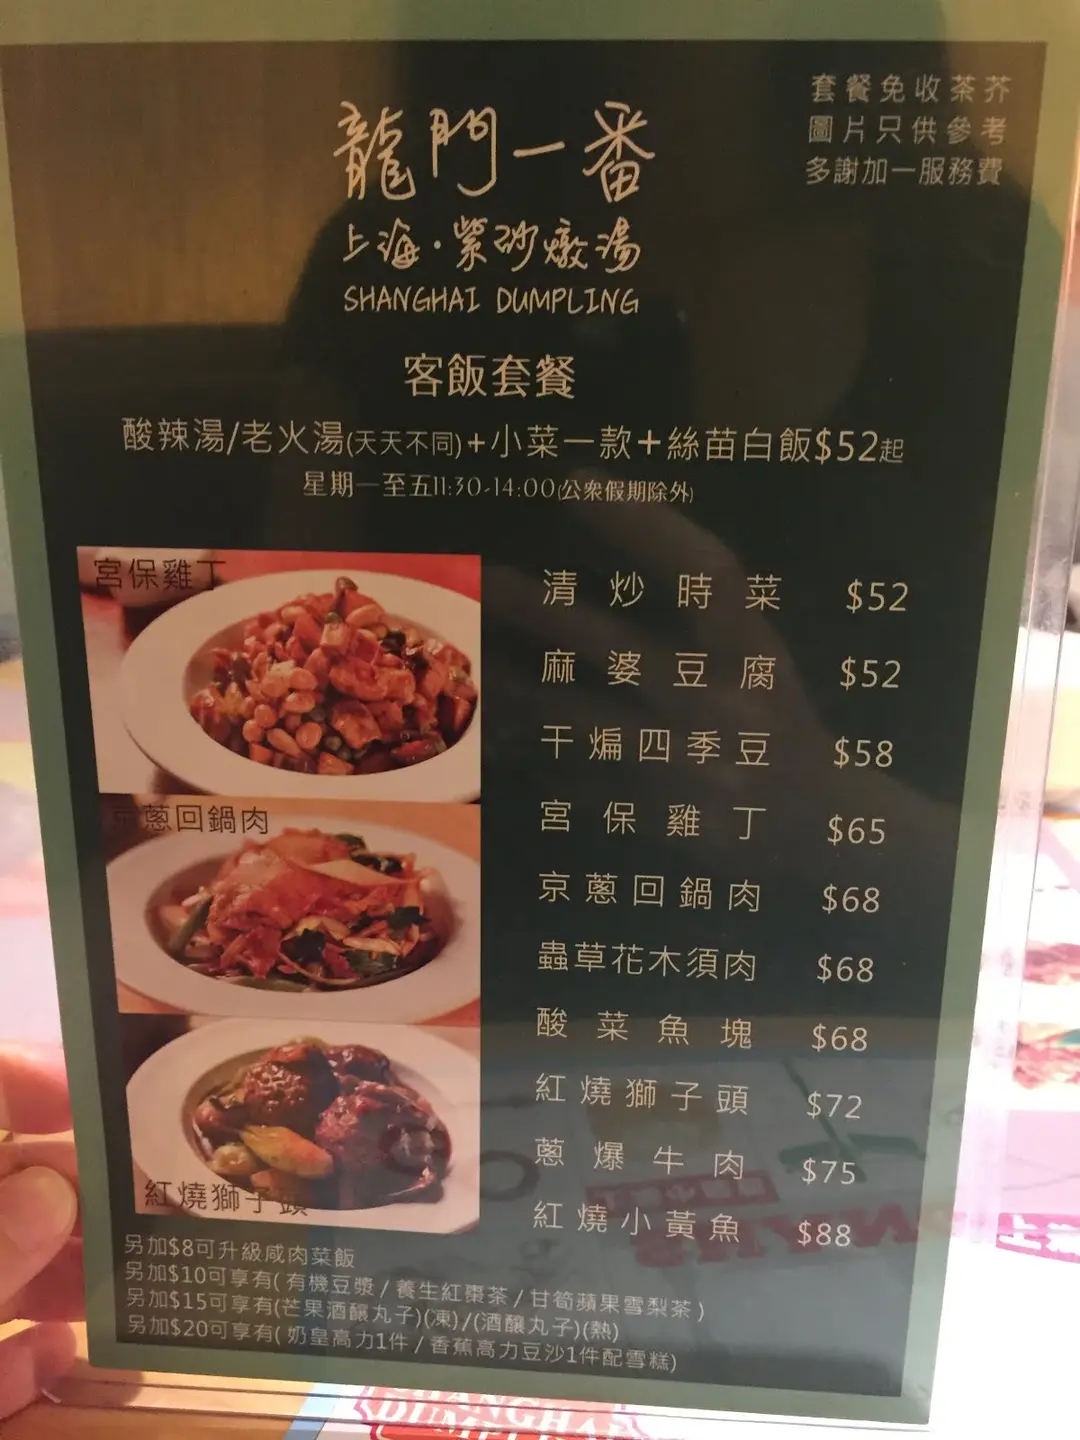 套餐免收茶芥
圖片只供參考
多謝加一服務費
龍門一番
上海·紫砂燉湯
SHANGHAI DUMPLING
客飯套餐
酸辣湯/老火湯(天天不同)+小菜一款+絲苗白飯$52起
星期一至五11:30-14:00(公衆假期除外)
宮保雞丁
京蔥回鍋肉
紅燒獅子頭
清炒時菜 $52
麻婆豆腐 $52
干煸四季豆 $58
宮保雞丁 $65
京蔥回鍋肉 $68
蟲草花木須肉 $68
酸菜魚塊 $68
紅燒獅子頭 $72
蔥爆牛肉 $75
紅燒小黃魚 $88
另加$8可升級咸肉菜飯
另加$10可享有(有機豆漿/養生紅棗茶/甘筍蘋果雪梨茶)
另加$15可享有(芒果酒釀丸子)(凍)/(酒釀丸子)(熱)
另加$20可享有(奶皇高力1件/香蕉高力豆沙1件配雪糕)
SHANGHAI